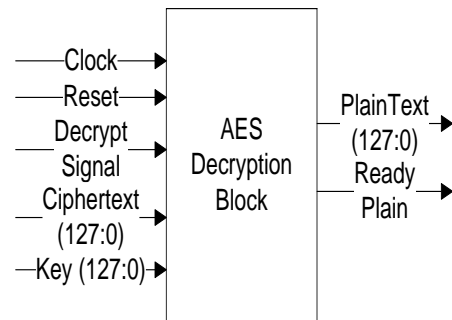 Clock
Reset
Decrypt
Signal
Ciphertext
(127:0)
Key (127:0)
AES
Decryption
Block
PlainText
(127:0)
Ready
Plain